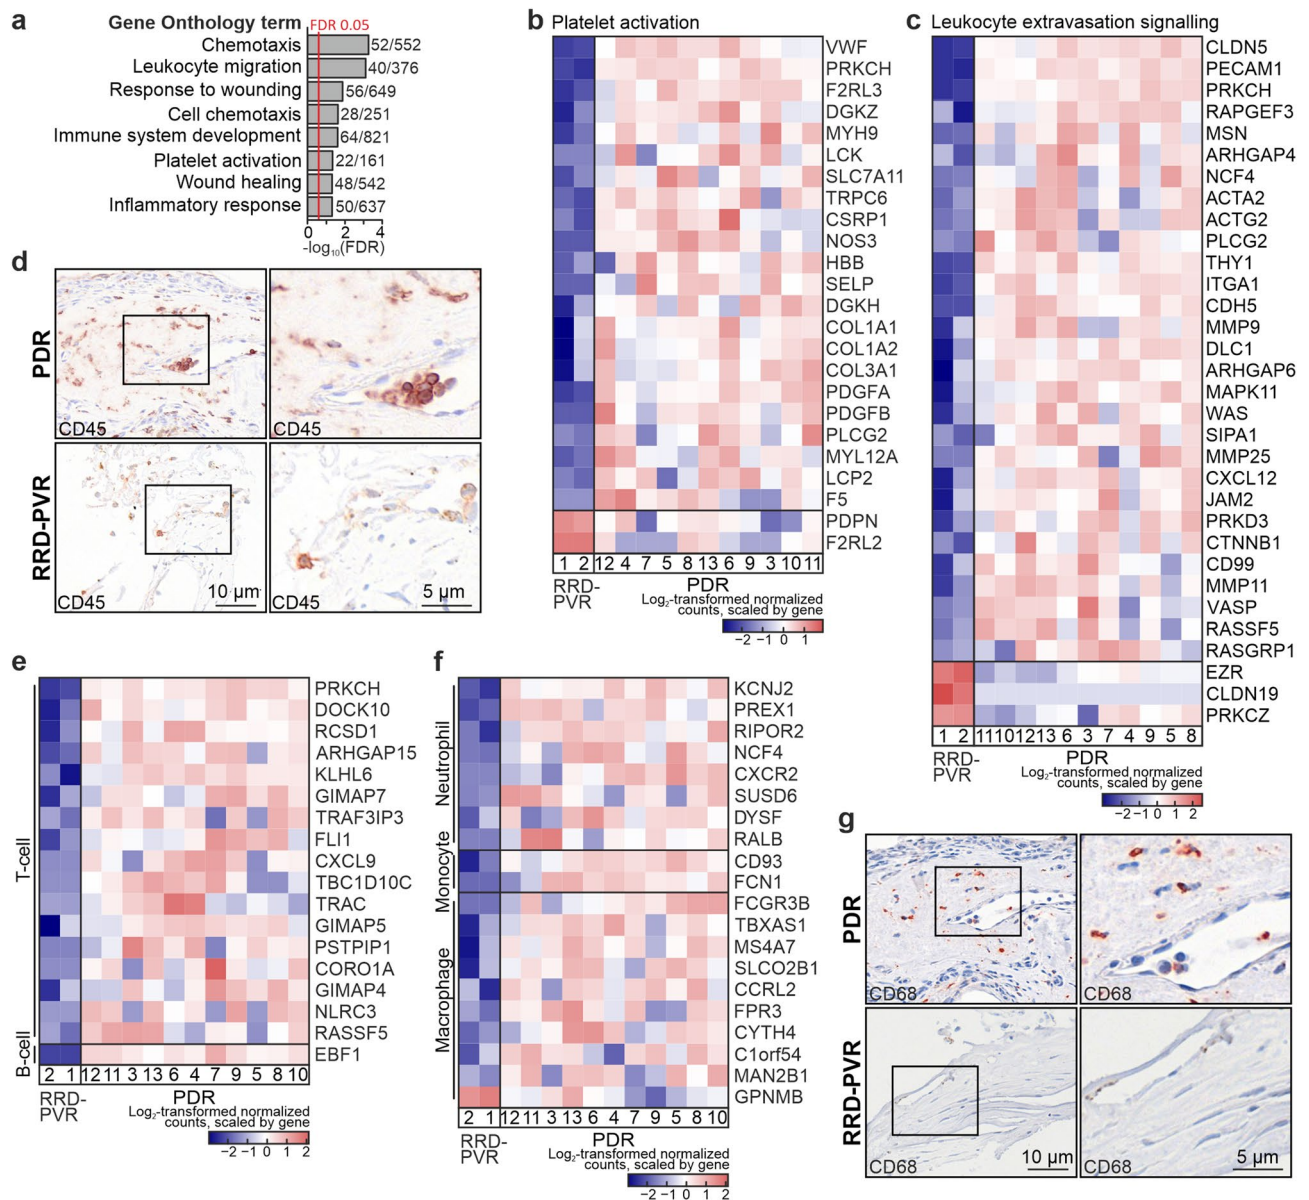 a
Gene Onthology term
FDR 0.05
Chemotaxis 52/552
Leukocyte migration 40/376
Response to wounding 56/649
Cell chemotaxis 28/251
Immune system development 64/821
Platelet activation 22/161
Wound healing 48/542
Inflammatory response 50/637
0 2 4
-log10(FDR)
b Platelet activation
VWF
PRKCH
F2RL3
DGKZ
MYH9
LCK
SLC7A11
TRPC6
CSRP1
NOS3
HBB
SELP
DGKH
COL1A1
COL1A2
COL3A1
PDGFA
PDGFB
PLCG2
MYL12A
LCP2
F5
PDPN
F2RL2
1 2 12 4 7 5 8 13 6 9 3 10 11
RRD-
PVR
PDR
Log2-transformed normalized
counts, scaled by gene
−2 −1 0 1
c Leukocyte extravasation signalling
CLDN5
PECAM1
PRKCH
RAPGEF3
MSN
ARHGAP4
NCF4
ACTA2
ACTG2
PLCG2
THY1
ITGA1
CDH5
MMP9
DLC1
ARHGAP6
MAPK11
WAS
SIPA1
MMP25
CXCL12
JAM2
PRKD3
CTNNB1
CD99
MMP11
VASP
RASSF5
RASGRP1
EZR
CLDN19
PRKCZ
1 2 11 10 12 13 6 3 7 4 9 5 8
RRD-
PVR
PDR
Log2-transformed normalized
counts, scaled by gene
−2 −1 0 1 2
d
PDR
CD45
CD45
RRD-PVR
CD45
10 µm
CD45
5 µm
e
T-cell
B-cell
PRKCH
DOCK10
RCSD1
ARHGAP15
KLHL6
GIMAP7
TRAF3IP3
FLI1
CXCL9
TBC1D10C
TRAC
GIMAP5
PSTPIP1
CORO1A
GIMAP4
NLRC3
RASSF5
EBF1
2 1 12 11 3 13 6 4 7 9 5 8 10
RRD-
PVR
PDR
Log2-transformed normalized
counts, scaled by gene
−2 −1 0 1 2
f
Neutrophil
Monocyte
Macrophage
KCNJ2
PREX1
RIPOR2
NCF4
CXCR2
SUSD6
DYSF
RALB
CD93
FCN1
FCGR3B
TBXAS1
MS4A7
SLCO2B1
CCRL2
FPR3
CYTH4
C1orf54
MAN2B1
GPNMB
2 1 12 11 3 13 6 4 7 9 5 8 10
RRD-
PVR
PDR
Log2-transformed normalized
counts, scaled by gene
−2 −1 0 1 2
g
PDR
CD68
CD68
RRD-PVR
CD68
10 µm
CD68
5 µm